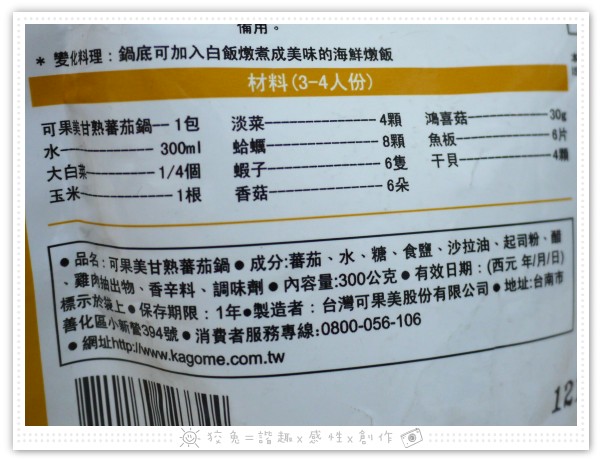 備用。
* 變化料理：鍋底可加入白飯燉煮成美味的海鮮燉飯
材料(3-4人份)
可果美甘熟蕃茄鍋--1包 淡菜----------------4顆 鴻喜菇--------------30g
水------------300ml 蛤蠣----------------8顆 魚板----------------6片
大白菜----------1/4個 蝦子----------------6隻 干貝----------------4顆
玉米------------1根 香菇----------------6朵
●品名:可果美甘熟蕃茄鍋●成分:蕃茄、水、糖、食鹽、沙拉油、起司粉、醋
、雞肉抽出物、香辛料、調味劑●內容量:300公克●有效日期：(西元 年/月/日)
標示於袋上●保存期限：1年●製造者：台灣可果美股份有限公司●地址:台南市
善化區小新營394號●消費者服務專線:0800-056-106
●網址http://www.kagome.com.tw
12
狡兔=諧趣x感性x創作